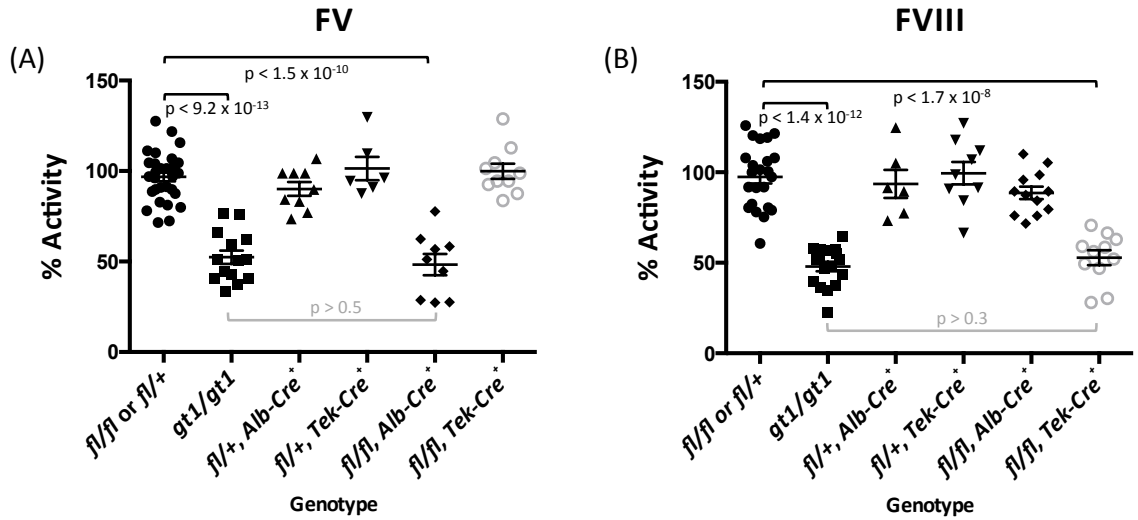 FV
(A)
p < 1.5 x 10⁻¹⁰
p < 9.2 x 10⁻¹³
150
100
50
0
% Activity
p > 0.5
fl/fl or fl/+
gt1/gt1
fl/+, Alb-Cre⁺
fl/+, Tek-Cre⁺
fl/fl, Alb-Cre⁺
fl/fl, Tek-Cre⁺
Genotype
FVIII
(B)
p < 1.7 x 10⁻⁸
p < 1.4 x 10⁻¹²
150
100
50
0
% Activity
p > 0.3
fl/fl or fl/+
gt1/gt1
fl/+, Alb-Cre⁺
fl/+, Tek-Cre⁺
fl/fl, Alb-Cre⁺
fl/fl, Tek-Cre⁺
Genotype